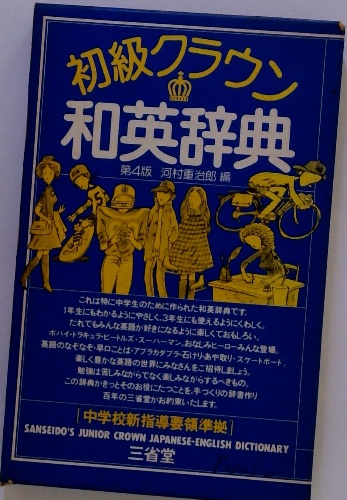 初級クラウン
和英辞典
第4版 河村重治郎 編
これは特に中学生のために作られた和英辞典です。
1年生にもわかるようにやさしく、3年生にも使えるようにくわしく。
だれでもみんな英語が好きになるように楽しくておもしろい。
ホハイ・ドラキュラ・ビートルズ・スーパーマン、おなじみヒーローみんな登場。
英語のなぞなぞ・早口ことば・アブラカダブラ・石けりあや取り・スケートボード。
楽しく豊かな英語の世界にみなさんをご招待しましょう。
勉強は苦しみながらでなく楽しみながらするべきもの。
この辞典がきっとそのお役にたつことを、手づくりの辞書作り
百年の三省堂がお約束いたします。
[中学校新指導要領準拠]
SANSEIDO'S JUNIOR CROWN JAPANESE-ENGLISH DICTIONARY
三省堂